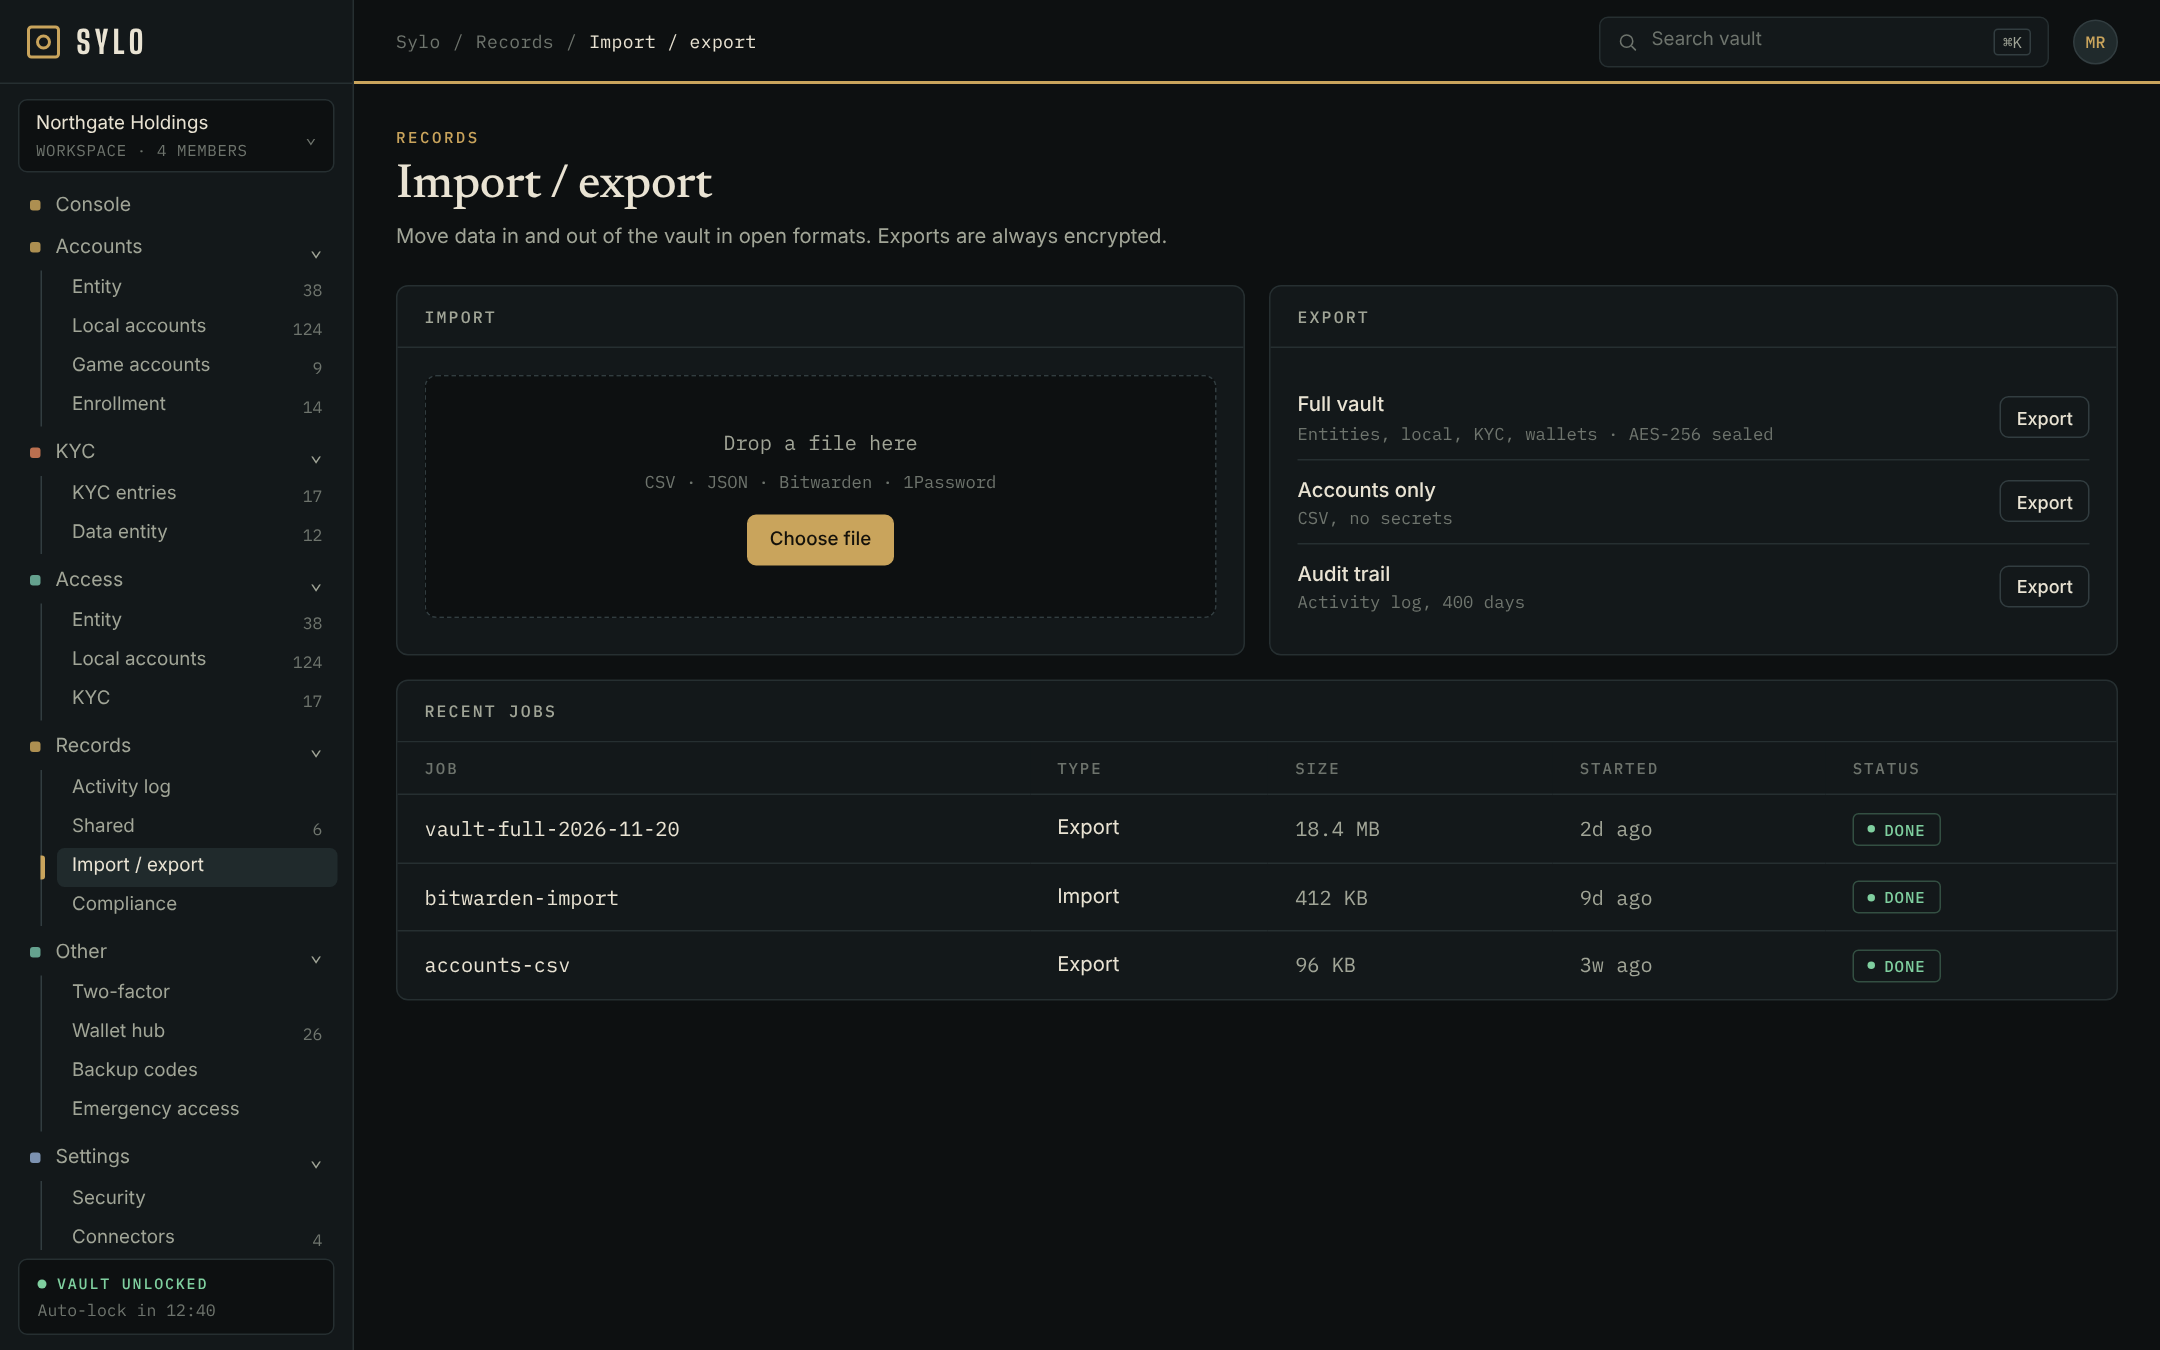 SYLO
Sylo / Records / Import / export
Search vault
⌘K
MR
Northgate Holdings
WORKSPACE · 4 MEMBERS
Console
Accounts
Entity 38
Local accounts 124
Game accounts 9
Enrollment 14
KYC
KYC entries 17
Data entity 12
Access
Entity 38
Local accounts 124
KYC 17
Records
Activity log
Shared 6
Import / export
Compliance
Other
Two-factor
Wallet hub 26
Backup codes
Emergency access
Settings
Security
Connectors 4
VAULT UNLOCKED
Auto-lock in 12:40
RECORDS
Import / export
Move data in and out of the vault in open formats. Exports are always encrypted.
IMPORT
Drop a file here
CSV · JSON · Bitwarden · 1Password
Choose file
EXPORT
Full vault
Entities, local, KYC, wallets · AES-256 sealed
Export
Accounts only
CSV, no secrets
Export
Audit trail
Activity log, 400 days
Export
RECENT JOBS
JOB TYPE SIZE STARTED STATUS
vault-full-2026-11-20 Export 18.4 MB 2d ago DONE
bitwarden-import Import 412 KB 9d ago DONE
accounts-csv Export 96 KB 3w ago DONE